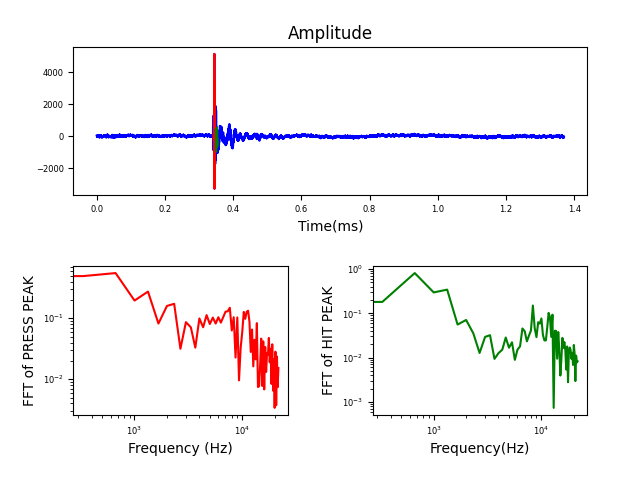 Amplitude
4000
2000
0
−2000
0.0 0.2 0.4 0.6 0.8 1.0 1.2 1.4
Time(ms)
FFT of PRESS PEAK
10⁻¹
10⁻²
10³ 10⁴
Frequency (Hz)
FFT of HIT PEAK
10⁰
10⁻¹
10⁻²
10⁻³
10³ 10⁴
Frequency(Hz)